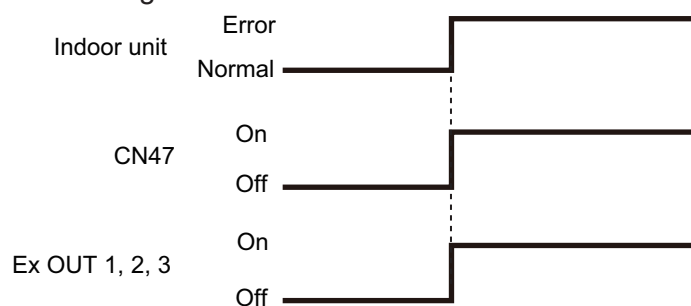 Error
Indoor unit
Normal
On
CN47
Off
On
Ex OUT 1, 2, 3
Off